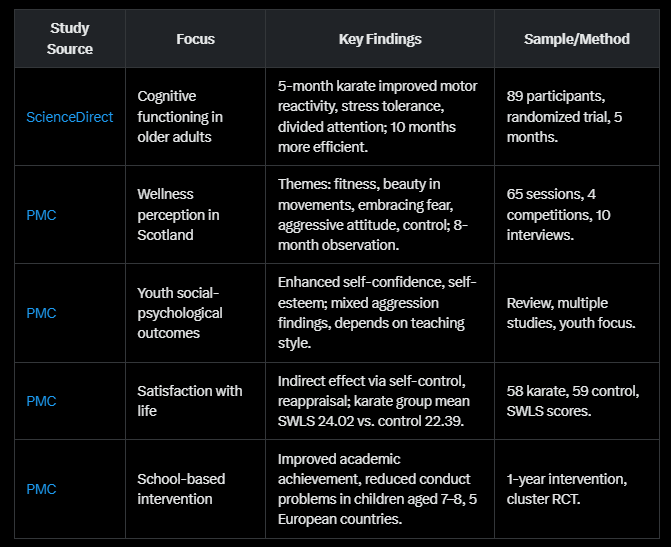 Study
Source
Focus
Key Findings
Sample/Method
ScienceDirect
Cognitive
functioning in
older adults
5-month karate improved motor
reactivity, stress tolerance,
divided attention; 10 months
more efficient.
89 participants,
randomized trial, 5
months.
PMC
Wellness
perception in
Scotland
Themes: fitness, beauty in
movements, embracing fear,
aggressive attitude, control; 8-
month observation.
65 sessions, 4
competitions, 10
interviews.
PMC
Youth social-
psychological
outcomes
Enhanced self-confidence, self-
esteem; mixed aggression
findings, depends on teaching
style.
Review, multiple
studies, youth focus.
PMC
Satisfaction with
life
Indirect effect via self-control,
reappraisal; karate group mean
SWLS 24.02 vs. control 22.39.
58 karate, 59 control,
SWLS scores.
PMC
School-based
intervention
Improved academic
achievement, reduced conduct
problems in children aged 7–8, 5
European countries.
1-year intervention,
cluster RCT.